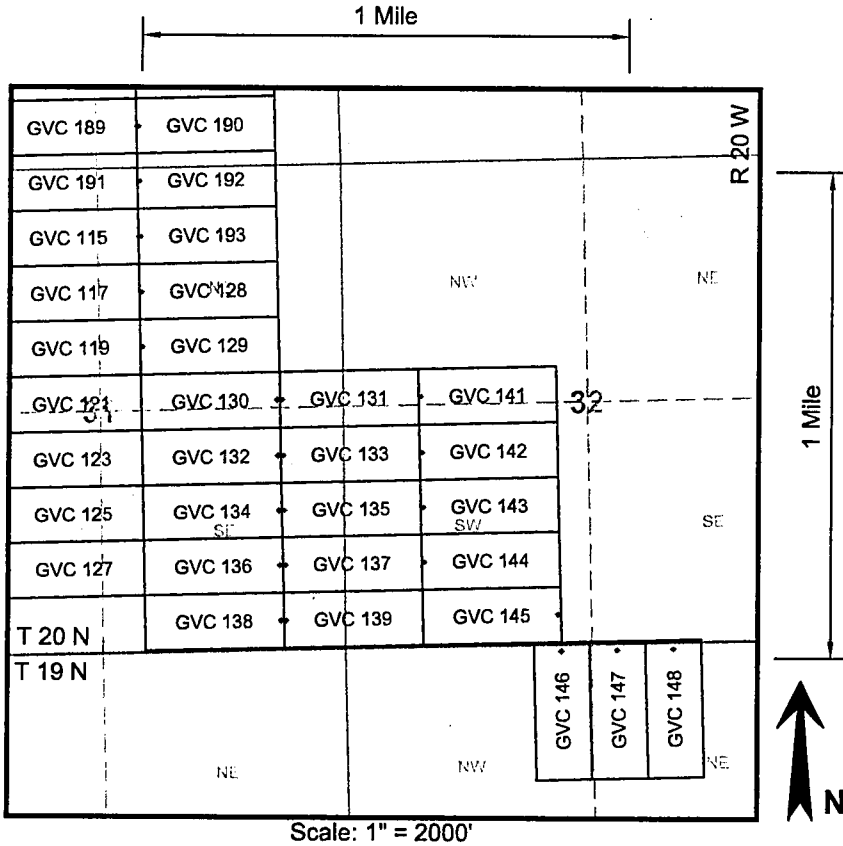 1 Mile
R 20 W
GVC 189 GVC 190
GVC 191 GVC 192
GVC 115 GVC 193
GVC 117 GVC 128
NE
NW
NE
GVC 119 GVC 129
GVC 121 GVC 130 GVC 131 GVC 141
31
32
1 Mile
GVC 123 GVC 132 GVC 133 GVC 142
GVC 125 GVC 134 GVC 135 GVC 143
SE
SW
SE
GVC 127 GVC 136 GVC 137 GVC 144
GVC 138 GVC 139 GVC 145
T 20 N
T 19 N
GVC 146
GVC 147
GVC 148
NE
NW
NE
N
Scale: 1" = 2000'